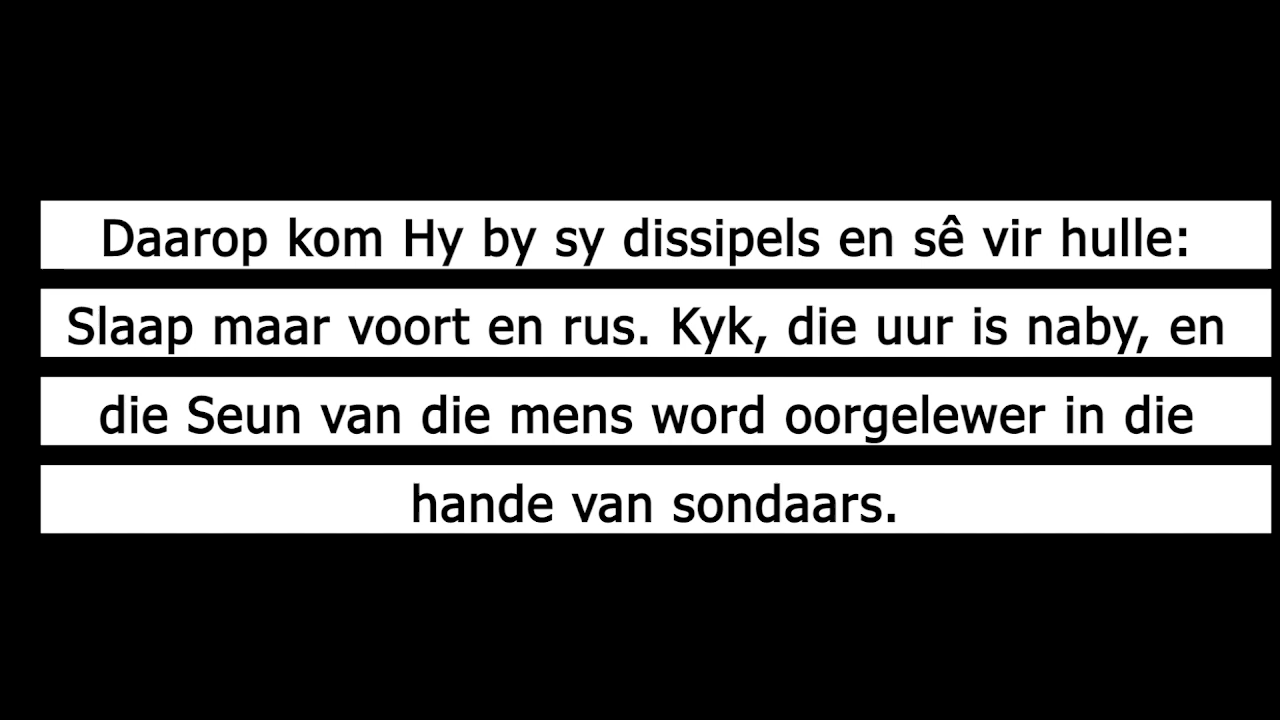 Daarop kom Hy by sy dissipels en sê vir hulle:
Slaap maar voort en rus. Kyk, die uur is naby, en
die Seun van die mens word oorgelewer in die
hande van sondaars.